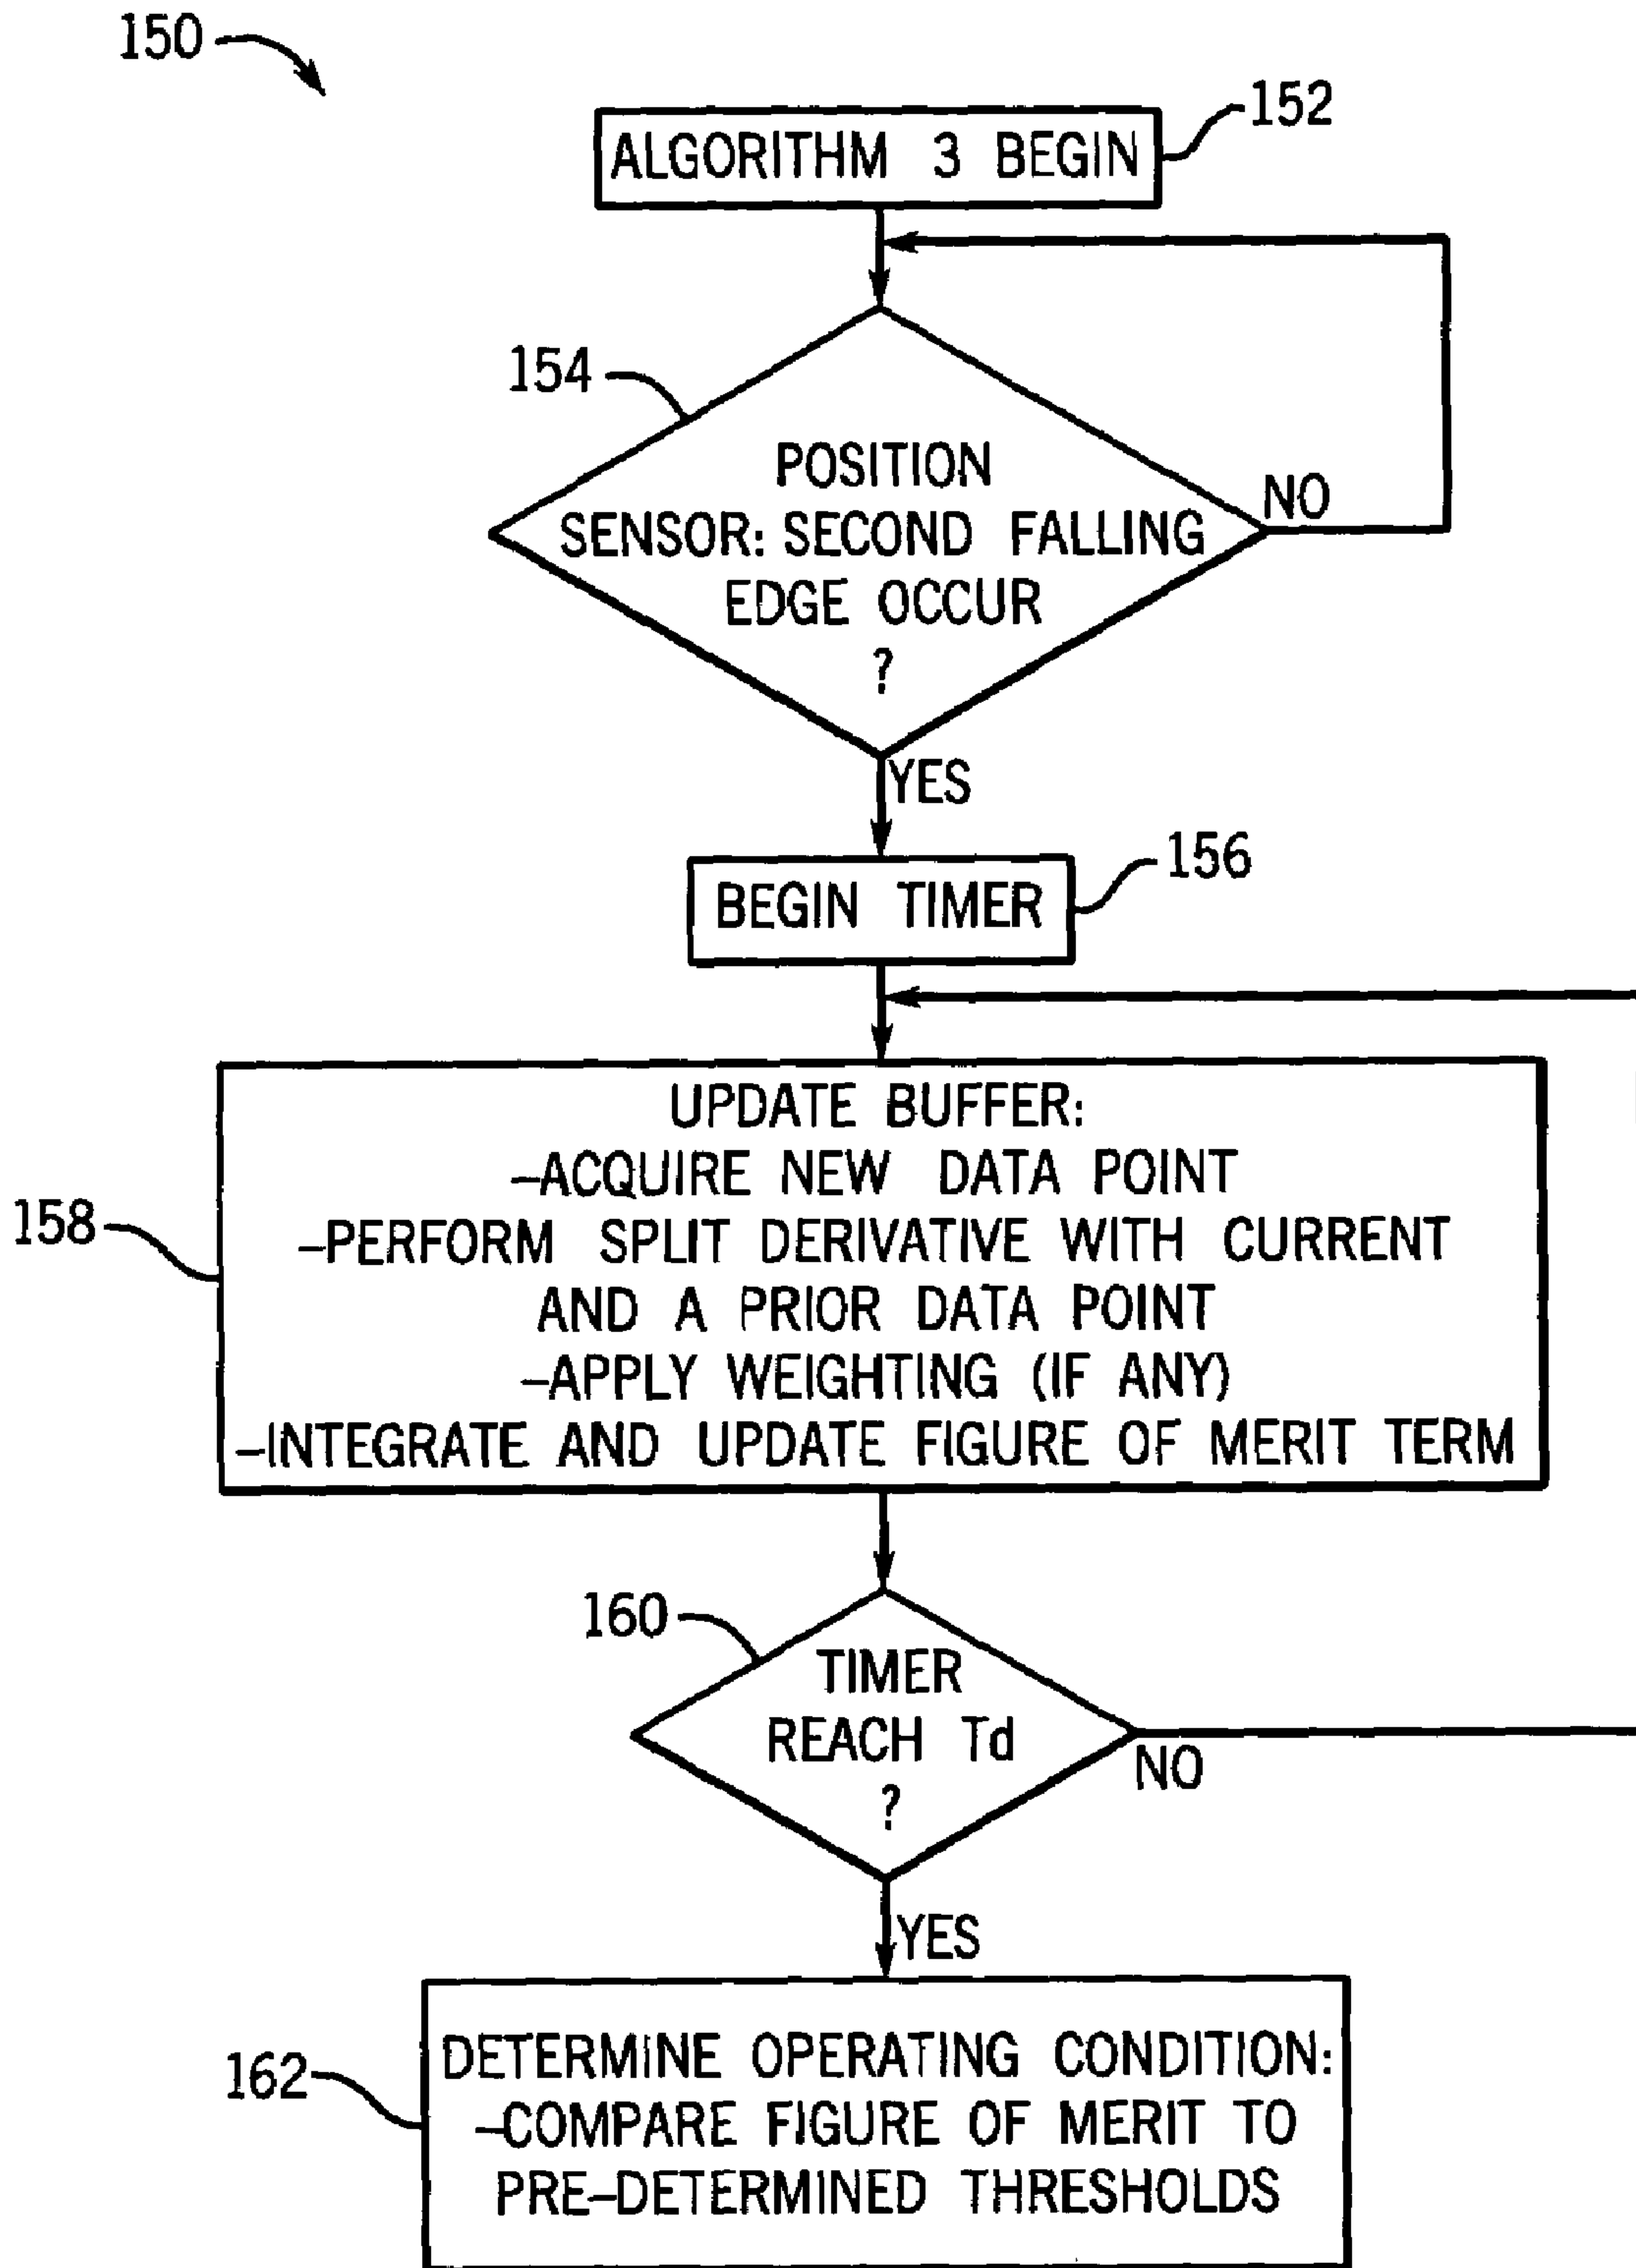 150
152
ALGORITHM 3 BEGIN
154
POSITION
SENSOR: SECOND FALLING
EDGE OCCUR
?
NO
YES
156
BEGIN TIMER
158
UPDATE BUFFER:
–ACQUIRE NEW DATA POINT
–PERFORM SPLIT DERIVATIVE WITH CURRENT
AND A PRIOR DATA POINT
–APPLY WEIGHTING (IF ANY)
–INTEGRATE AND UPDATE FIGURE OF MERIT TERM
160
TIMER
REACH Td
?
NO
YES
162
DETERMINE OPERATING CONDITION:
–COMPARE FIGURE OF MERIT TO
PRE–DETERMINED THRESHOLDS